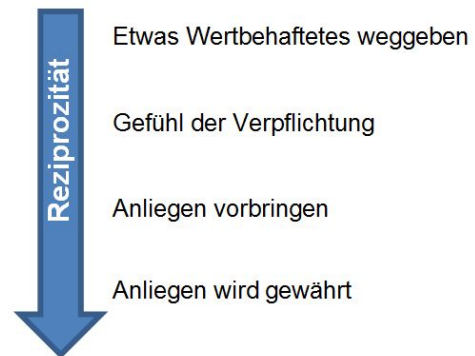 Reziprozität
Etwas Wertbehaftetes weggeben
Gefühl der Verpflichtung
Anliegen vorbringen
Anliegen wird gewährt